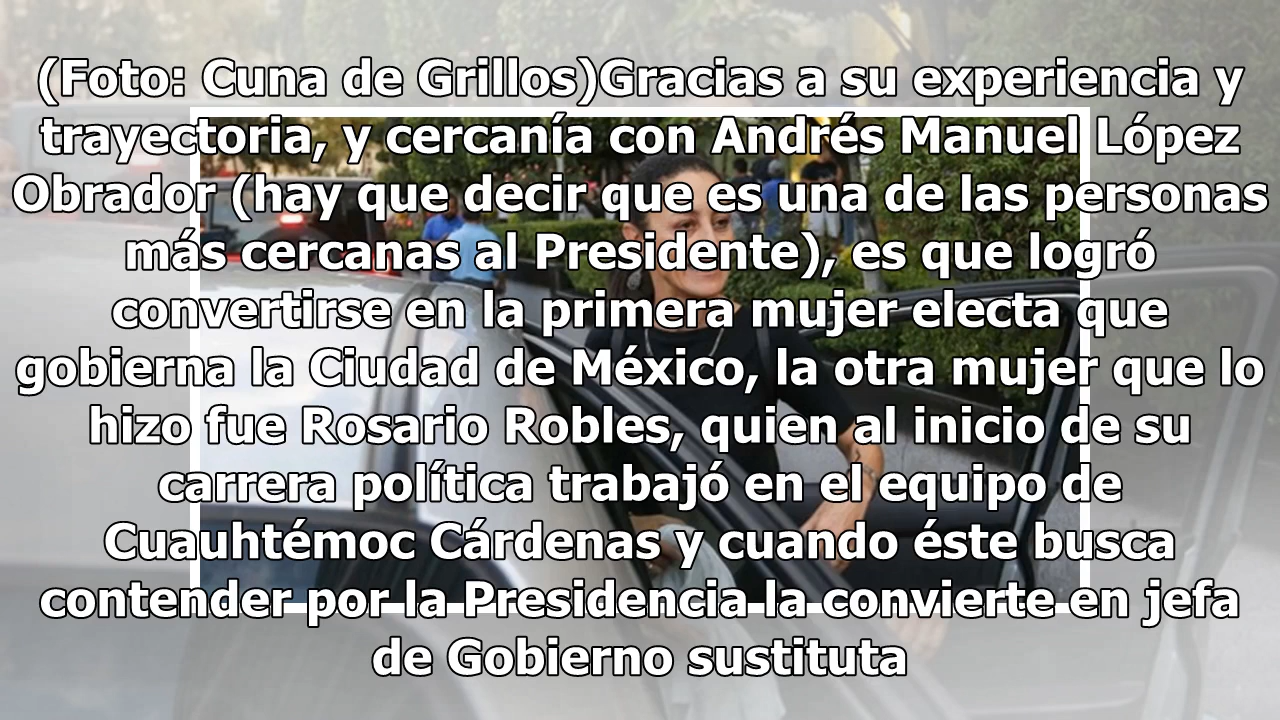 (Foto: Cuna de Grillos)Gracias a su experiencia y
trayectoria, y cercanía con Andrés Manuel López
Obrador (hay que decir que es una de las personas
más cercanas al Presidente), es que logró
convertirse en la primera mujer electa que
gobierna la Ciudad de México, la otra mujer que lo
hizo fue Rosario Robles, quien al inicio de su
carrera política trabajó en el equipo de
Cuauhtémoc Cárdenas y cuando éste busca
contender por la Presidencia la convierte en jefa
de Gobierno sustituta